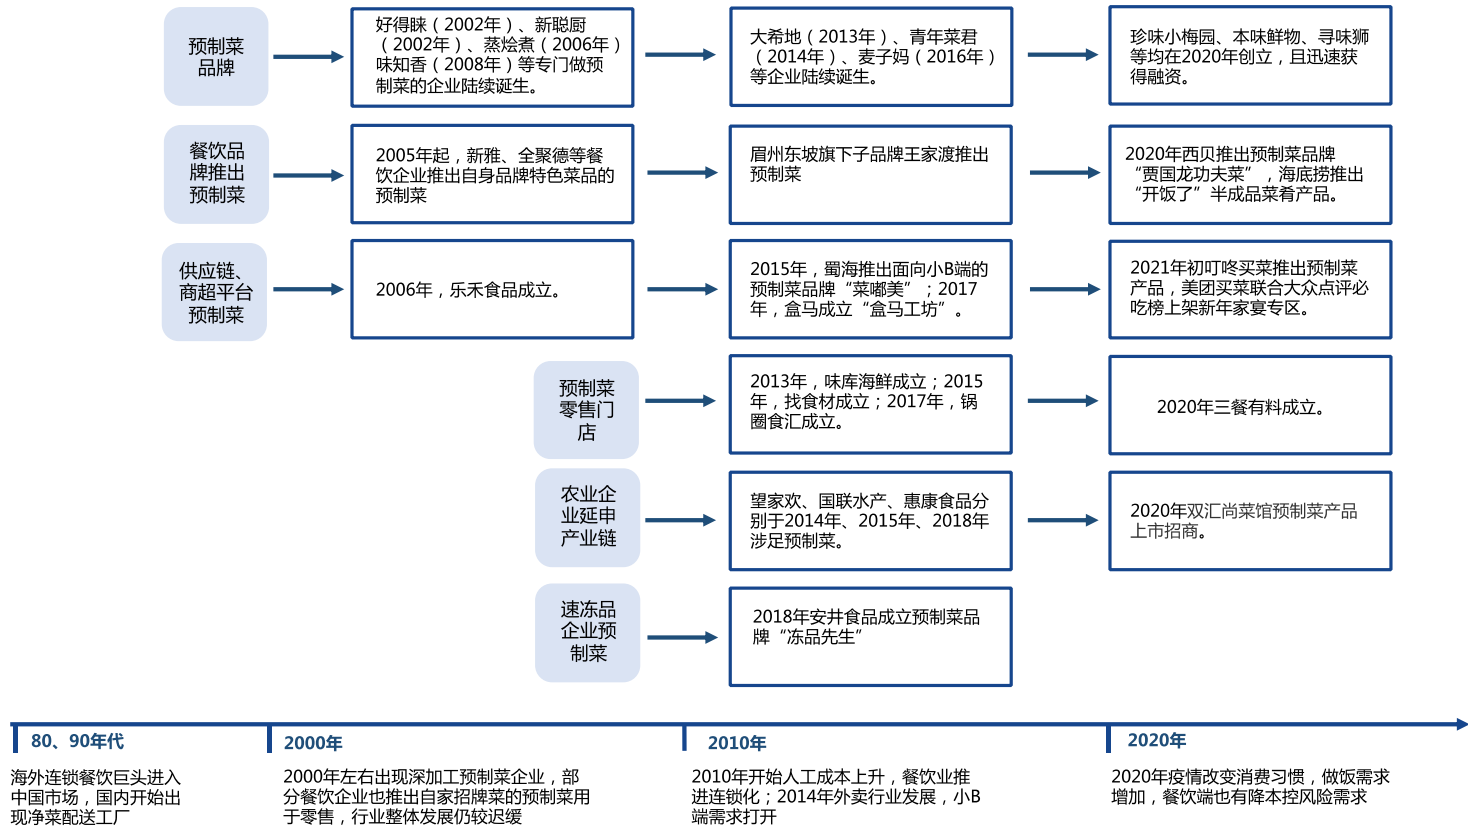 预制菜
品牌
好得睐（2002年）、新聪厨
（2002年）、蒸烩煮（2006年）
味知香（2008年）等专门做预
制菜的企业陆续诞生。
大希地（2013年）、青年菜君
（2014年）、麦子妈（2016年）
等企业陆续诞生。
珍味小梅园、本味鲜物、寻味狮
等均在2020年创立，且迅速获
得融资。
餐饮品
牌推出
预制菜
2005年起，新雅、全聚德等餐
饮企业推出自身品牌特色菜品的
预制菜
眉州东坡旗下子品牌王家渡推出
预制菜
2020年西贝推出预制菜品牌
“贾国龙功夫菜”，海底捞推出
“开饭了”半成品菜肴产品。
供应链、
商超平台
预制菜
2006年，乐禾食品成立。
2015年，蜀海推出面向小B端的
预制菜品牌“菜嘟美”；2017
年，盒马成立“盒马工坊”。
2021年初叮咚买菜推出预制菜
产品，美团买菜联合大众点评必
吃榜上架新年家宴专区。
预制菜
零售门
店
2013年，味库海鲜成立；2015
年，找食材成立；2017年，锅
圈食汇成立。
2020年三餐有料成立。
农业企
业延申
产业链
望家欢、国联水产、惠康食品分
别于2014年、2015年、2018年
涉足预制菜。
2020年双汇尚菜馆预制菜产品
上市招商。
速冻品
企业预
制菜
2018年安井食品成立预制菜品
牌“冻品先生”
80、90年代
海外连锁餐饮巨头进入
中国市场，国内开始出
现净菜配送工厂
2000年
2000年左右出现深加工预制菜企业，部
分餐饮企业也推出自家招牌菜的预制菜用
于零售，行业整体发展仍较迟缓
2010年
2010年开始人工成本上升，餐饮业推
进连锁化；2014年外卖行业发展，小B
端需求打开
2020年
2020年疫情改变消费习惯，做饭需求
增加，餐饮端也有降本控风险需求